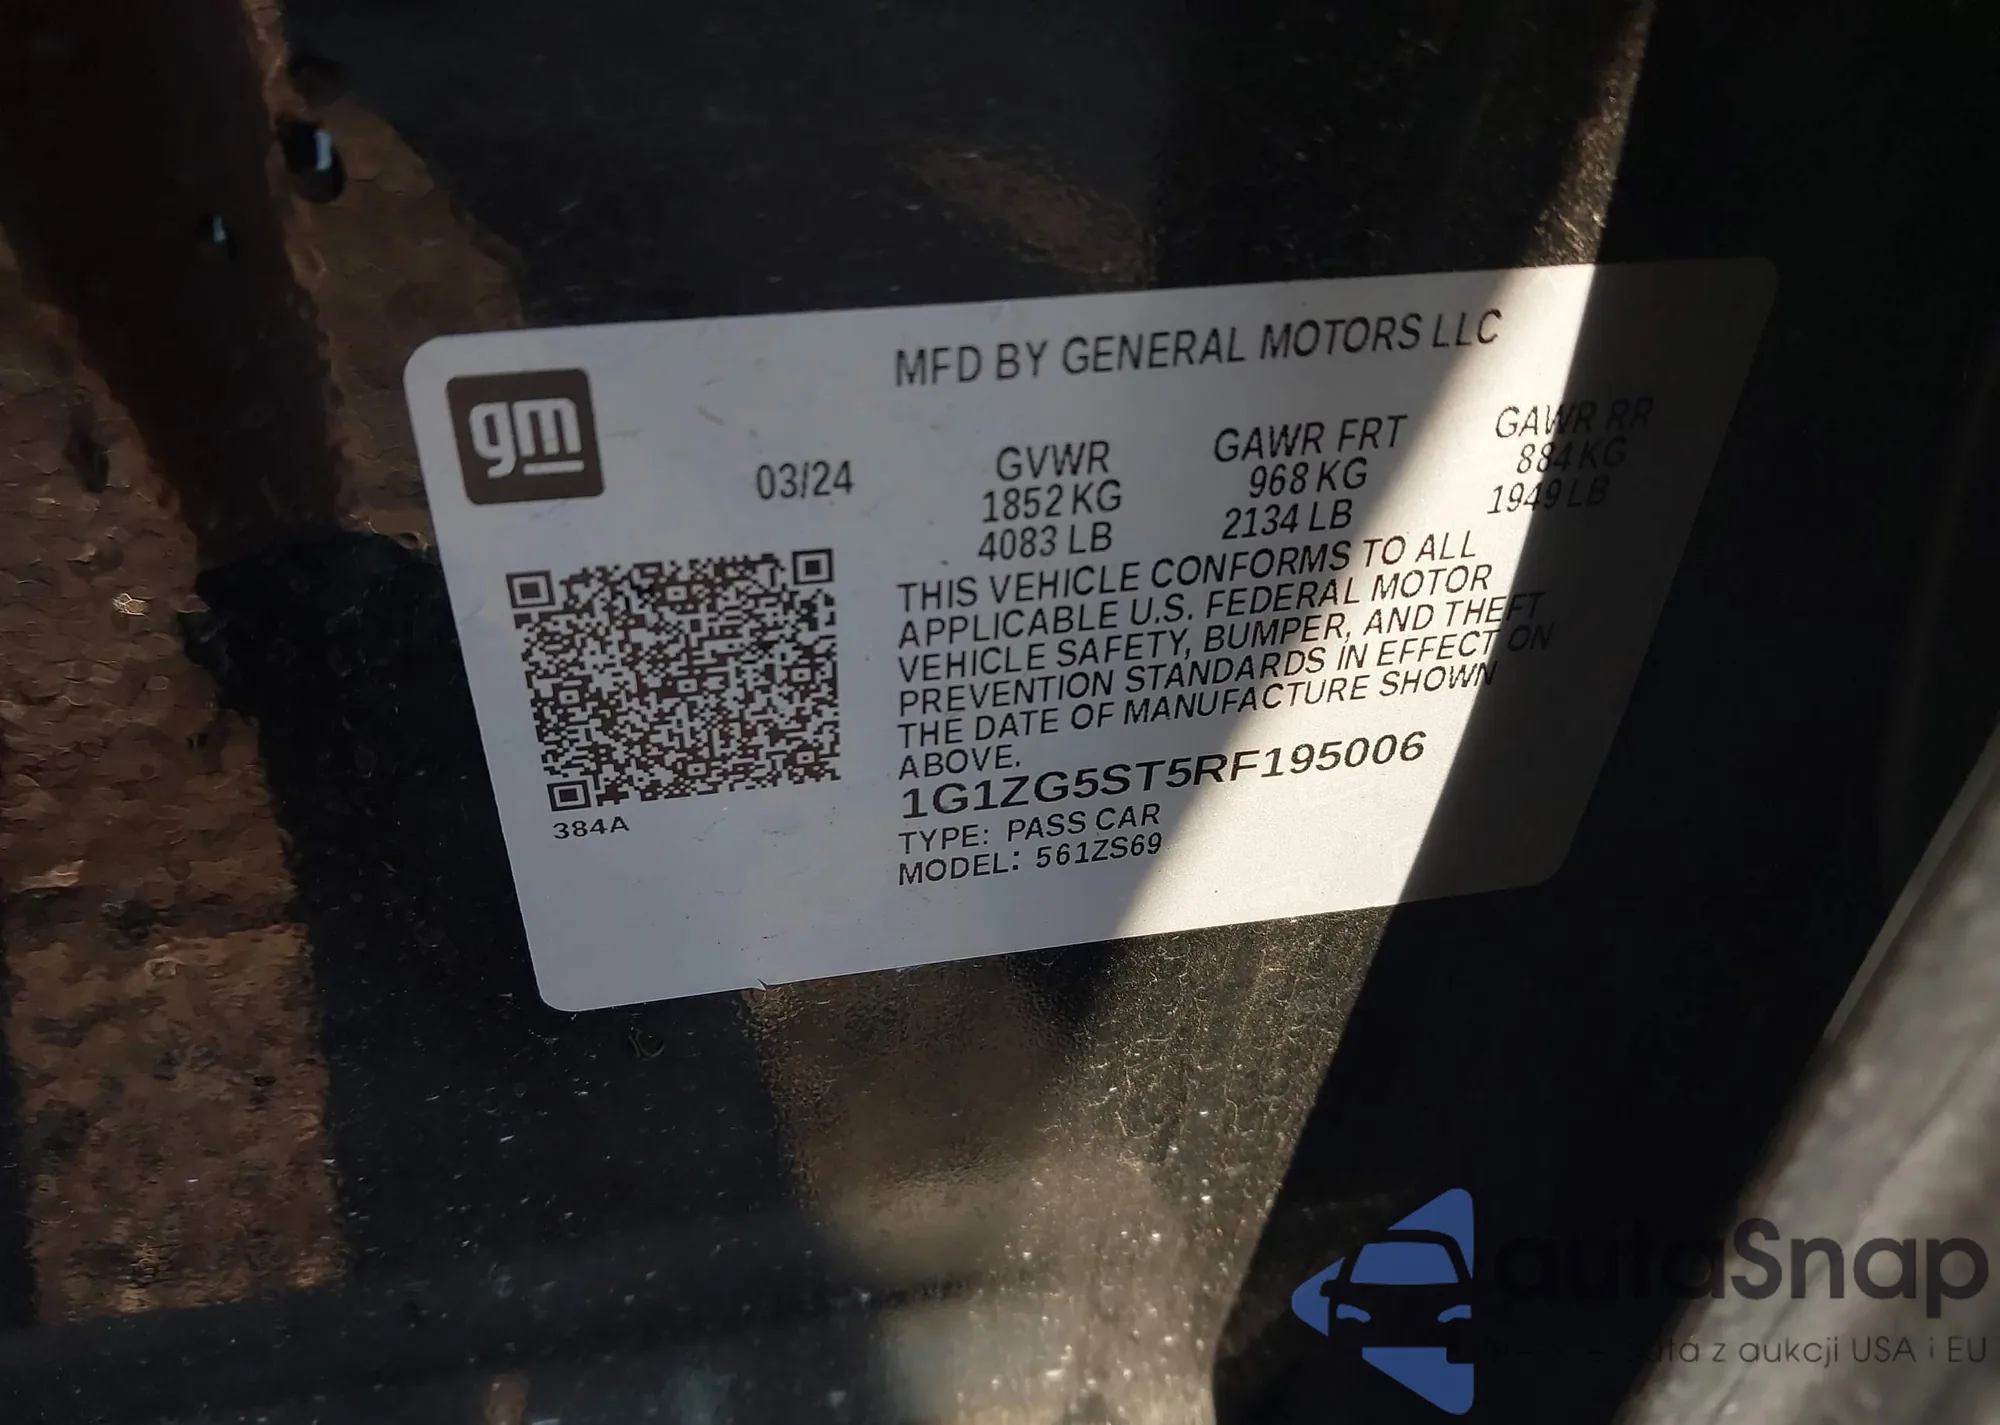 MFD BY GENERAL MOTORS LLC
gm
03/24
GVWR
1852 KG
4083 LB
GAWR FRT
968 KG
2134 LB
GAWR RR
884 KG
1949 LB
THIS VEHICLE CONFORMS TO ALL
APPLICABLE U.S. FEDERAL MOTOR
VEHICLE SAFETY, BUMPER, AND THEFT
PREVENTION STANDARDS IN EFFECT ON
THE DATE OF MANUFACTURE SHOWN
ABOVE.
1G1ZG5ST5RF195006
TYPE: PASS CAR
MODEL: 561ZS69
384A
autaSnap
auta z aukcji USA i EU